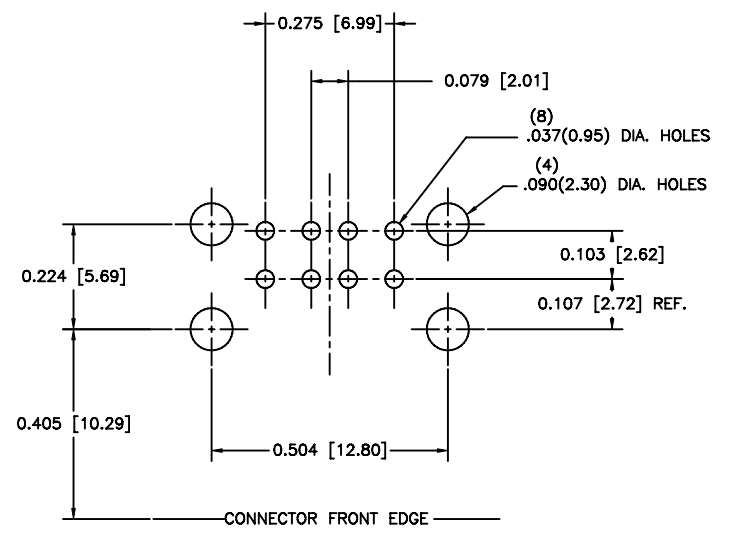 0.275 [6.99]
0.079 [2.01]
(8)
.037(0.95) DIA. HOLES
(4)
.090(2.30) DIA. HOLES
0.103 [2.62]
0.224 [5.69]
0.107 [2.72] REF.
0.405 [10.29]
0.504 [12.80]
CONNECTOR FRONT EDGE